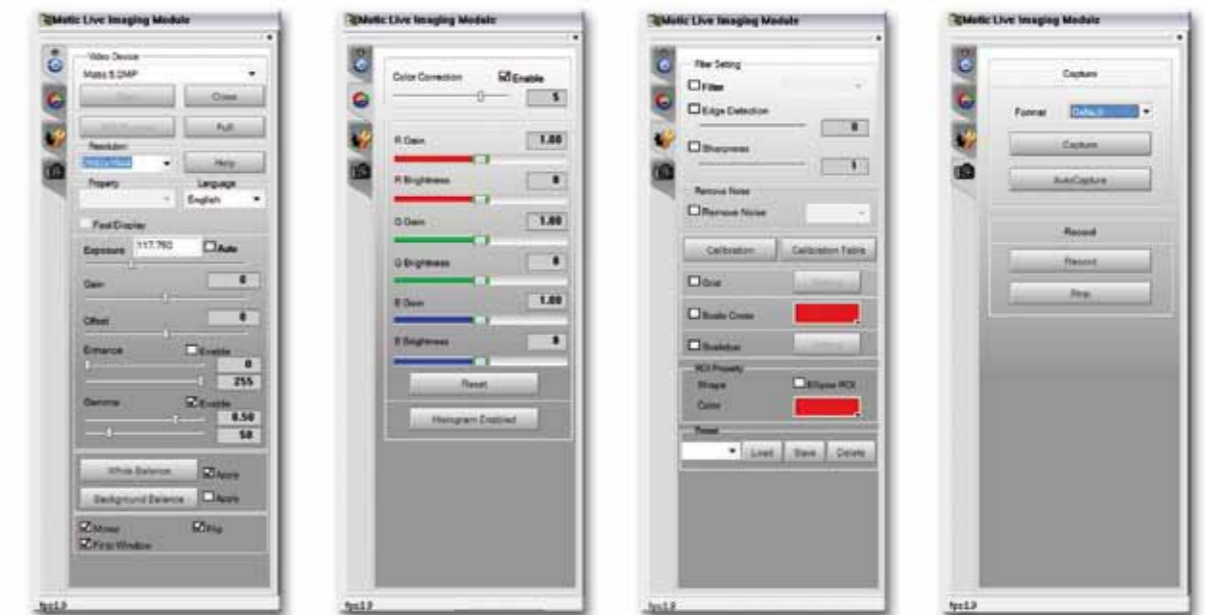 Motic Live Imaging Module
Video Device
Close
Full
Resolution
Help
Property Language
English
Fast Display
Exposure 117.760 Auto
Gain 0
Offset 0
Enhance Enable
0
255
Gamma Enable
0.50
50
White Balance Apply
Background Balance Apply
Mirror Flip
Fit to Window
Motic Live Imaging Module
Color Correction Enable
5
R Gain 1.00
R Brightness 0
G Gain 1.00
G Brightness 0
B Gain 1.00
B Brightness 0
Reset
Histogram Enabled
Motic Live Imaging Module
Filter Setting
Filter
Edge Detection
0
Sharpness
1
Remove Noise
Remove Noise
Calibration Calibration Table
Grid
Scale Cross
Scalebar
ROI Property
Shape Ellipse ROI
Color
Preset
Load Save Delete
Motic Live Imaging Module
Capture
Format Default
Capture
AutoCapture
Record
Record
Stop